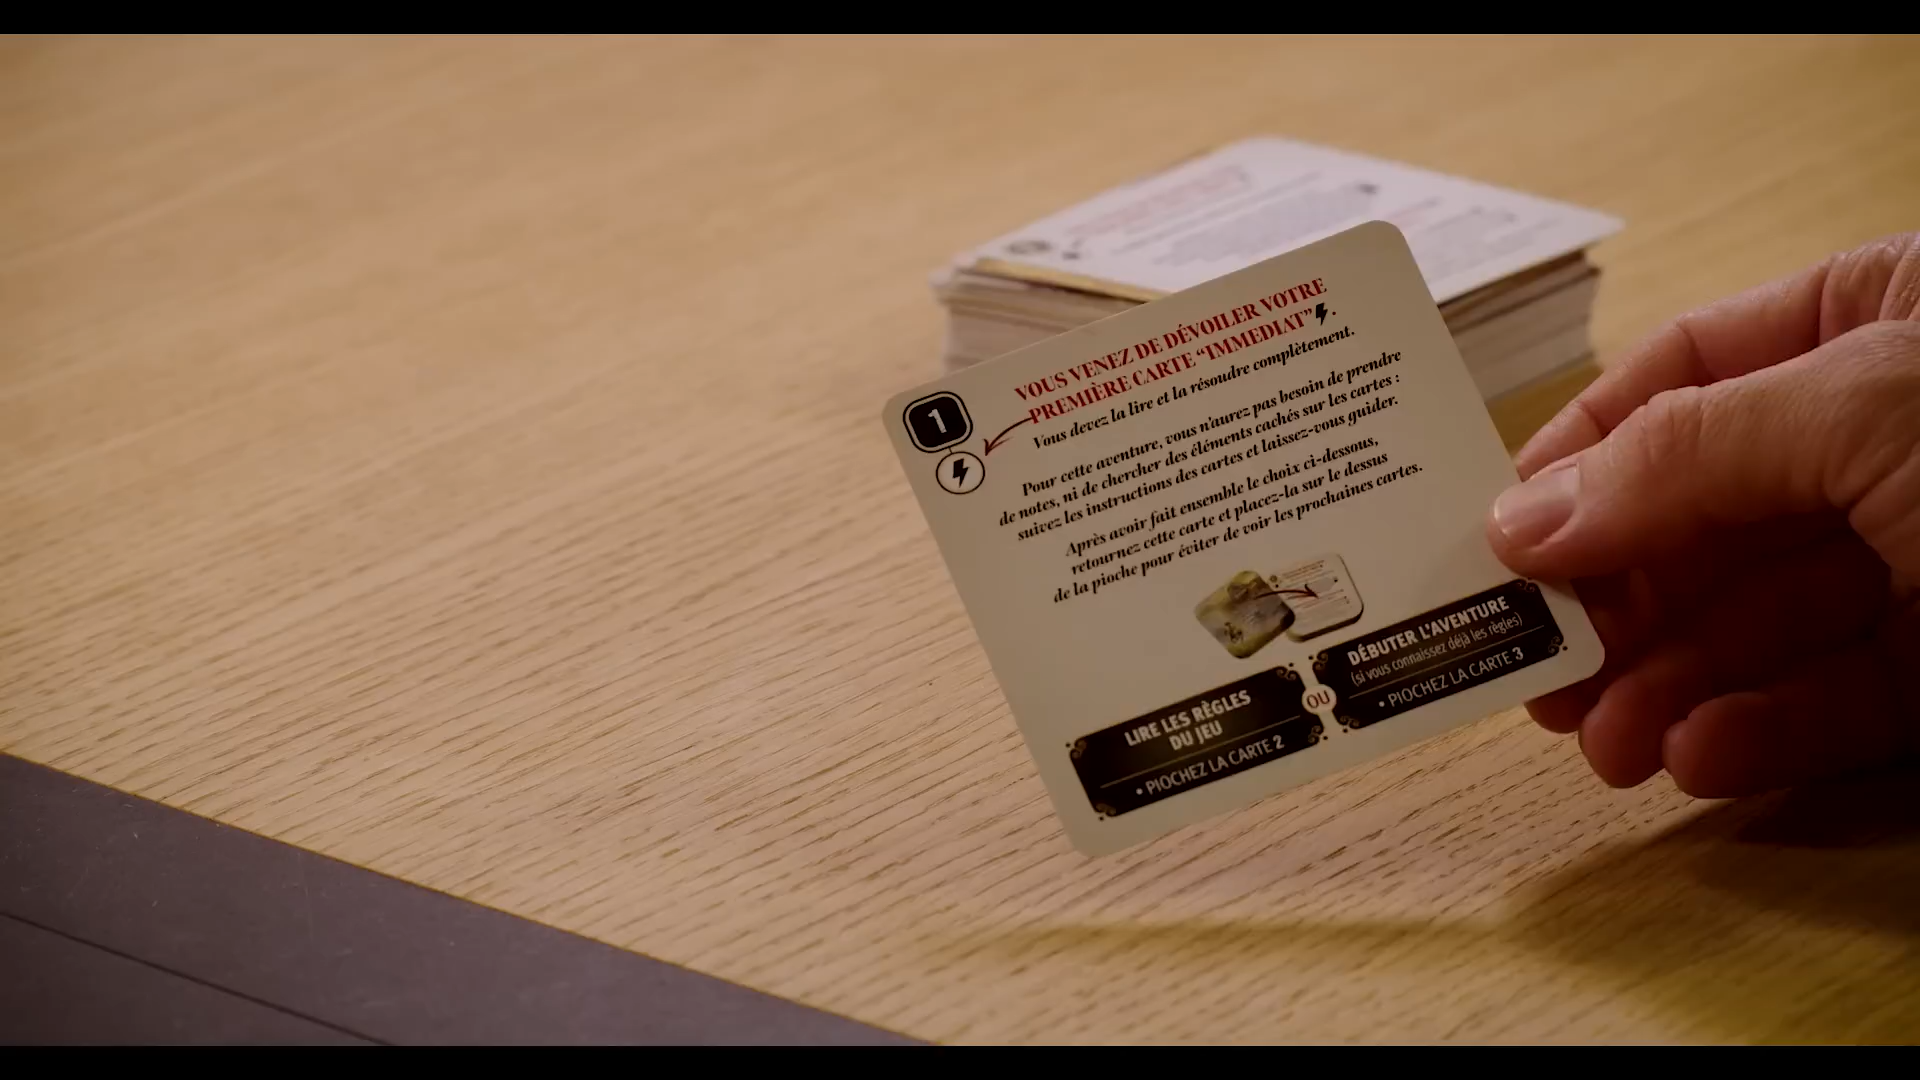 1
VOUS VENEZ DE DÉVOILER VOTRE
PREMIÈRE CARTE “IMMEDIAT” .
Vous devez la lire et la résoudre complètement.
Pour cette aventure, vous n'aurez pas besoin de prendre
de notes, ni de chercher des éléments cachés sur les cartes :
suivez les instructions des cartes et laissez-vous guider.
Après avoir fait ensemble le choix ci-dessous,
retournez cette carte et placez-la sur le dessus
de la pioche pour éviter de voir les prochaines cartes.
LIRE LES RÈGLES
DU JEU
• PIOCHEZ LA CARTE 2
OU
DÉBUTER L'AVENTURE
(si vous connaissez déjà les règles)
• PIOCHEZ LA CARTE 3